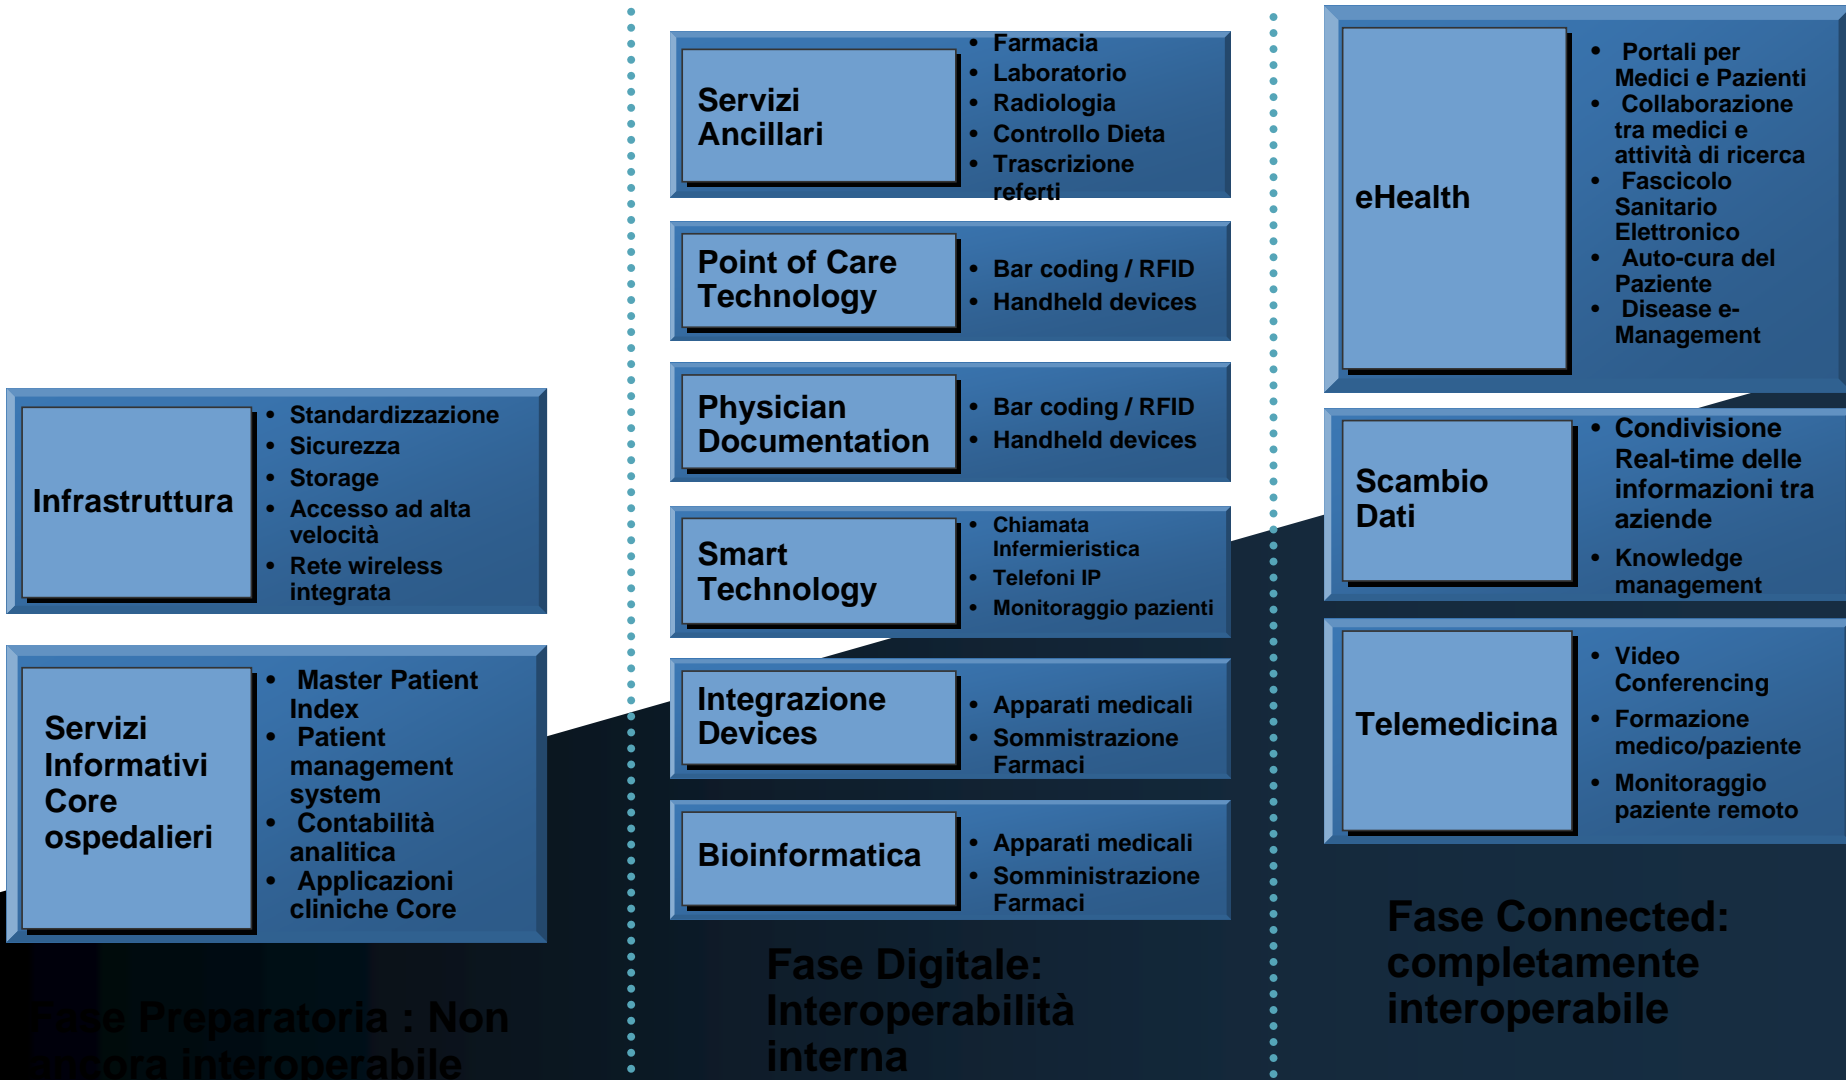 Infrastruttura
• Standardizzazione
• Sicurezza
• Storage
• Accesso ad alta
velocità
• Rete wireless
integrata
Servizi
Informativi
Core
ospedalieri
• Master Patient
Index
• Patient
management
system
• Contabilità
analitica
• Applicazioni
cliniche Core
Fase Preparatoria : Non
ancora interoperabile
Servizi
Ancillari
• Farmacia
• Laboratorio
• Radiologia
• Controllo Dieta
• Trascrizione
referti
Point of Care
Technology
• Bar coding / RFID
• Handheld devices
Physician
Documentation
• Bar coding / RFID
• Handheld devices
Smart
Technology
• Chiamata
Infermieristica
• Telefoni IP
• Monitoraggio pazienti
Integrazione
Devices
• Apparati medicali
• Sommistrazione
Farmaci
Bioinformatica
• Apparati medicali
• Somministrazione
Farmaci
Fase Digitale:
Interoperabilità
interna
eHealth
• Portali per
Medici e Pazienti
• Collaborazione
tra medici e
attività di ricerca
• Fascicolo
Sanitario
Elettronico
• Auto-cura del
Paziente
• Disease e-
Management
Scambio
Dati
• Condivisione
Real-time delle
informazioni tra
aziende
• Knowledge
management
Telemedicina
• Video
Conferencing
• Formazione
medico/paziente
• Monitoraggio
paziente remoto
Fase Connected:
completamente
interoperabile